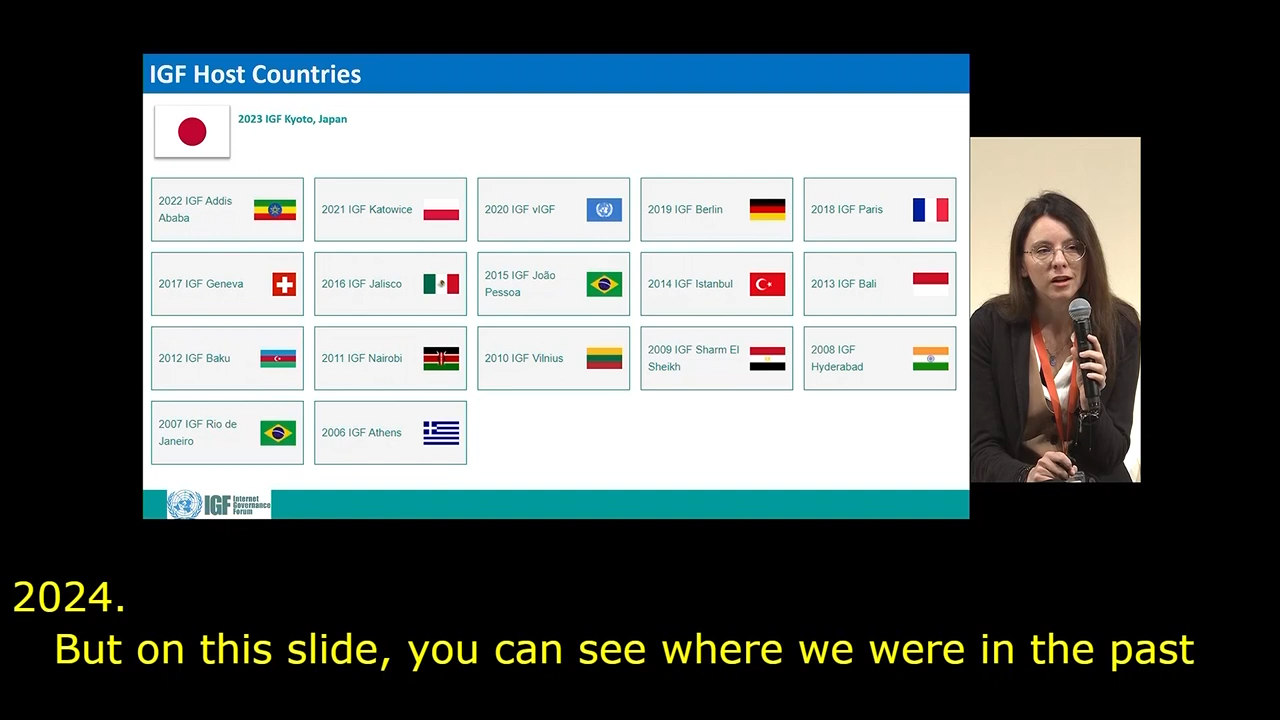 IGF Host Countries
2023 IGF Kyoto, Japan
2022 IGF Addis
Ababa
2021 IGF Katowice
2020 IGF vIGF
2019 IGF Berlin
2018 IGF Paris
2017 IGF Geneva
2016 IGF Jalisco
2015 IGF João
Pessoa
2014 IGF Istanbul
2013 IGF Bali
2012 IGF Baku
2011 IGF Nairobi
2010 IGF Vilnius
2009 IGF Sharm El
Sheikh
2008 IGF
Hyderabad
2007 IGF Rio de
Janeiro
2006 IGF Athens
IGF
Internet
Governance
Forum
2024.
But on this slide, you can see where we were in the past